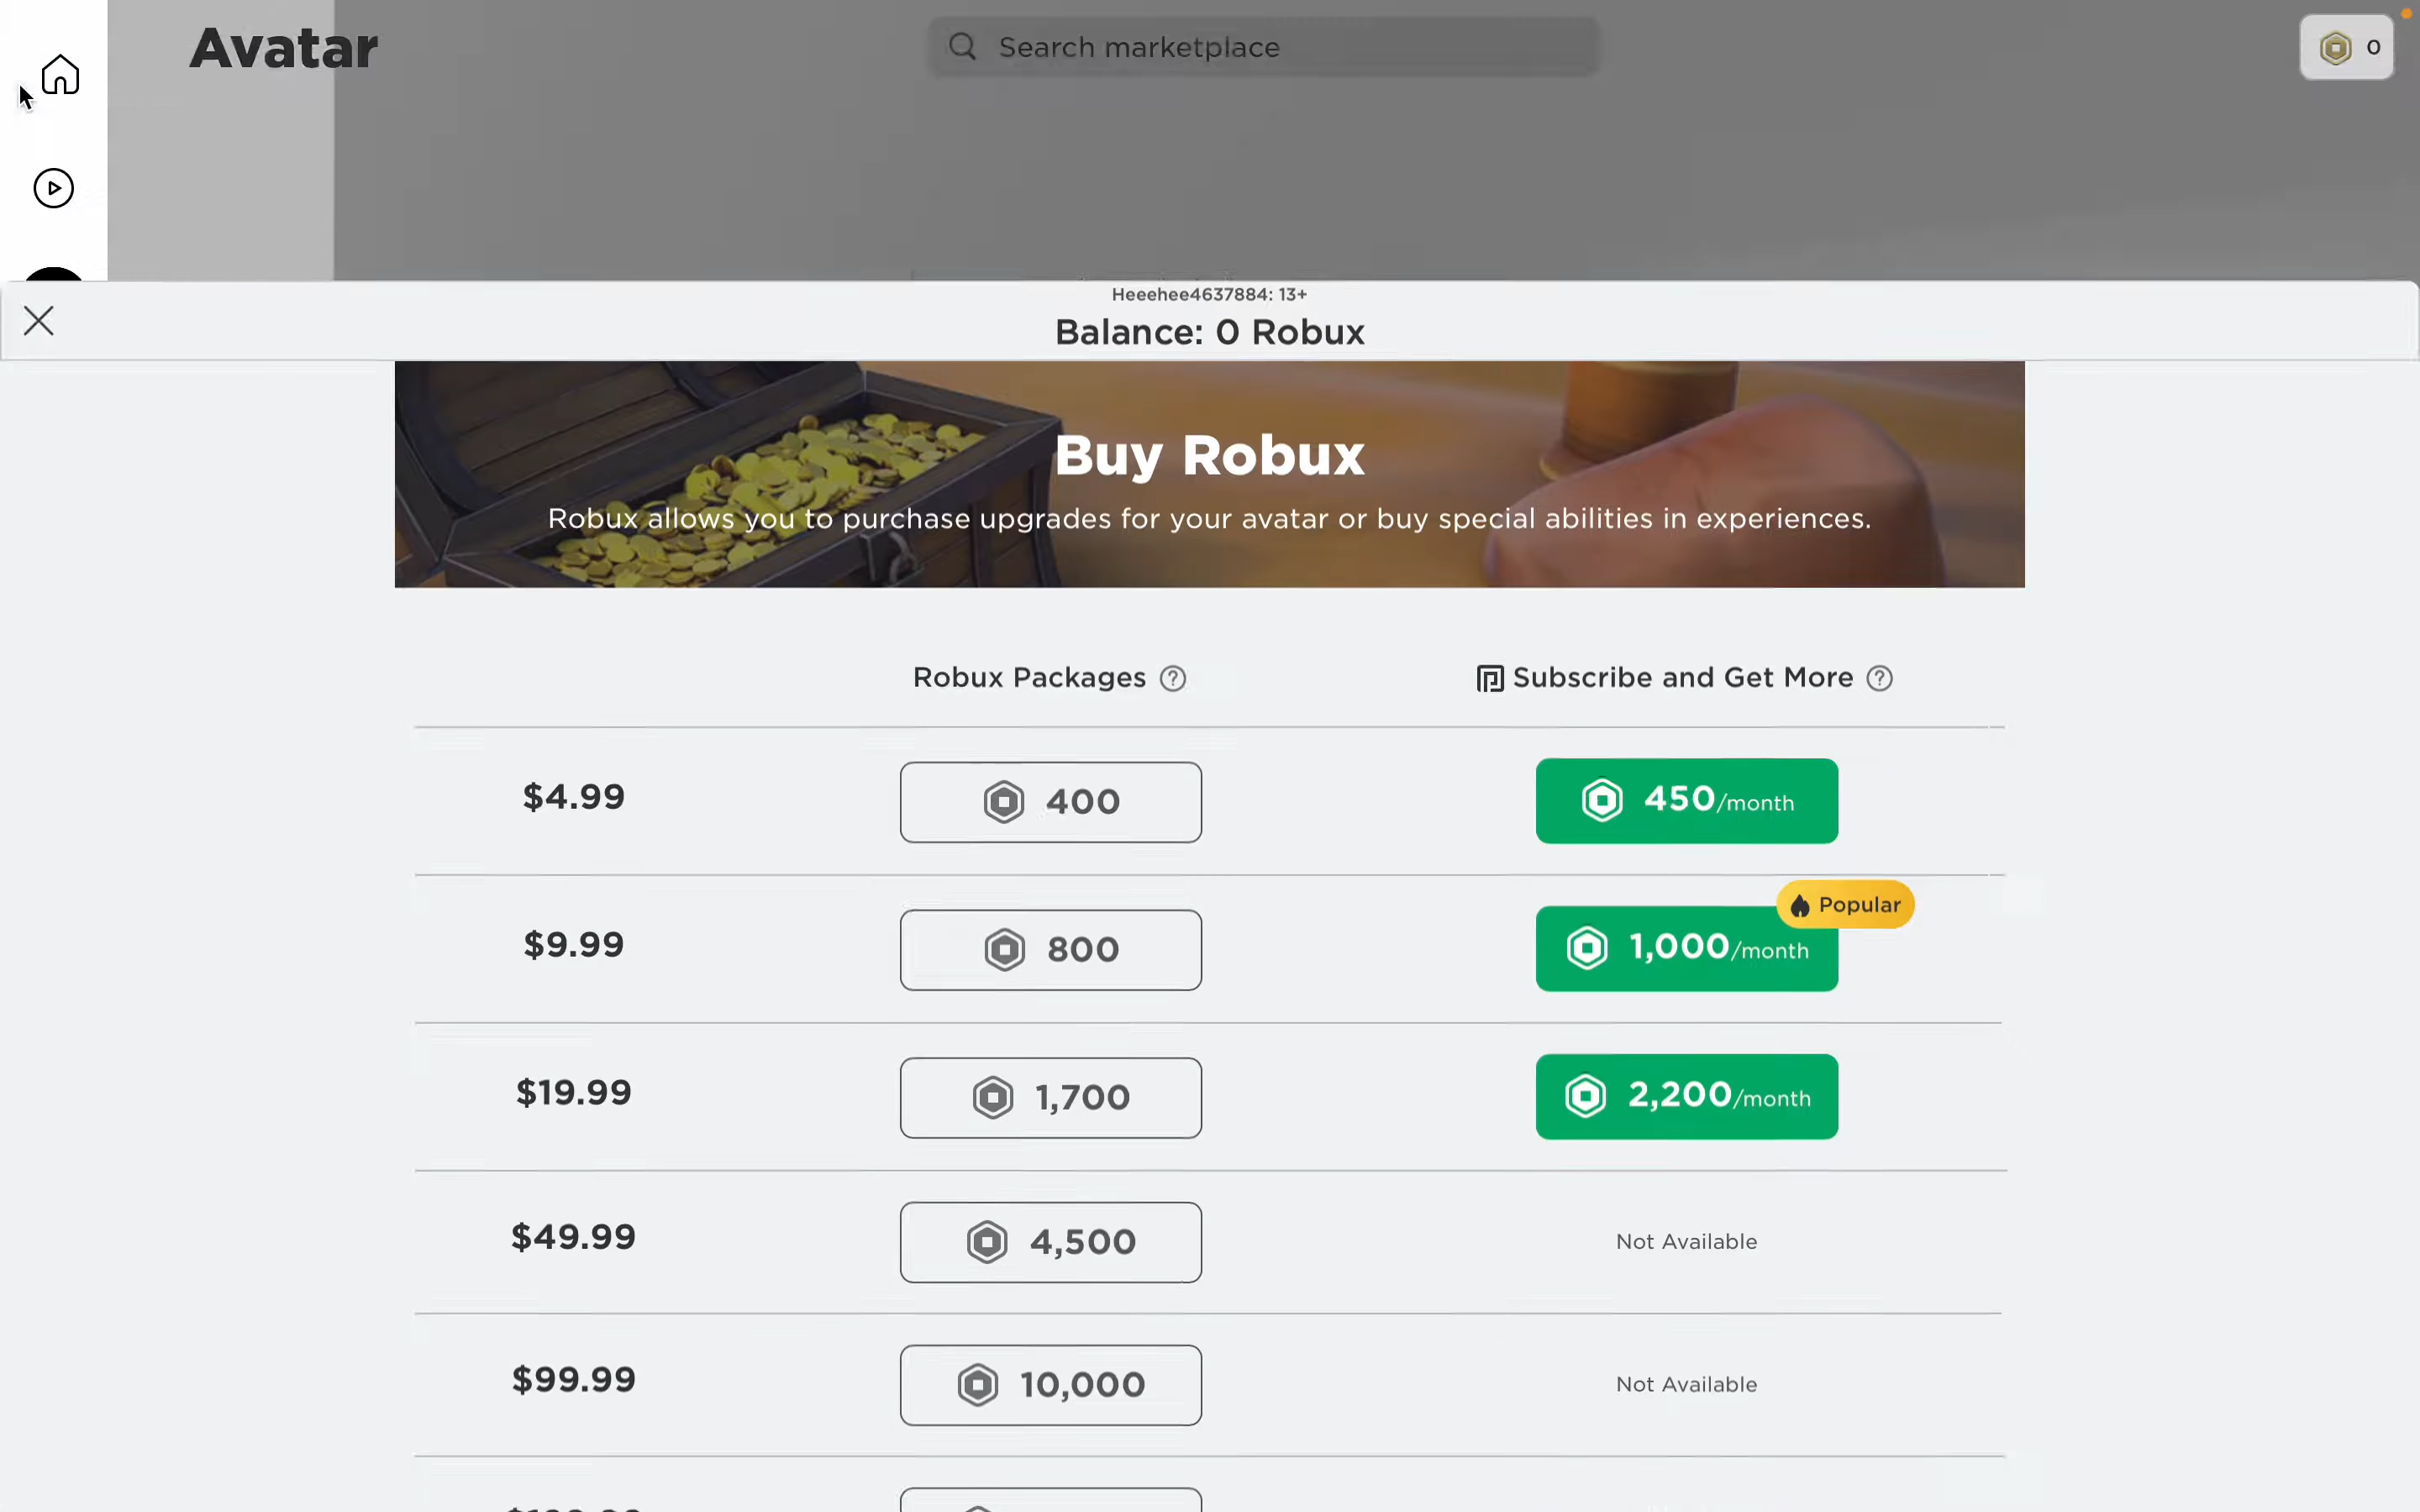 Avatar
Search marketplace
0
Heeehee4637884: 13+
Balance: 0 Robux
Buy Robux
Robux allows you to purchase upgrades for your avatar or buy special abilities in experiences.
Robux Packages ?
Subscribe and Get More ?
$4.99
400
450/month
Popular
$9.99
800
1,000/month
$19.99
1,700
2,200/month
$49.99
4,500
Not Available
$99.99
10,000
Not Available